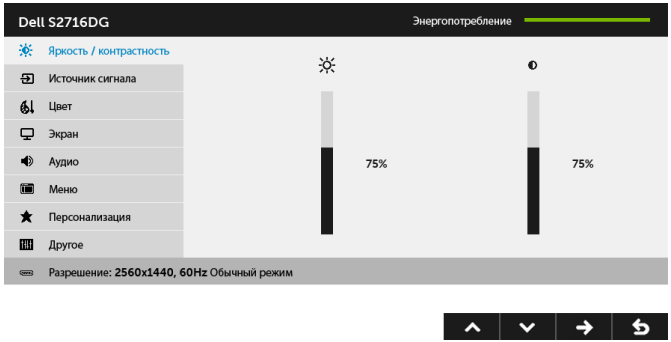 Dell S2716DG
Энергопотребление
Яркость / контрастность
Источник сигнала
Цвет
Экран
Аудио
Меню
Персонализация
Другое
75%
75%
Разрешение: 2560x1440, 60Hz Обычный режим